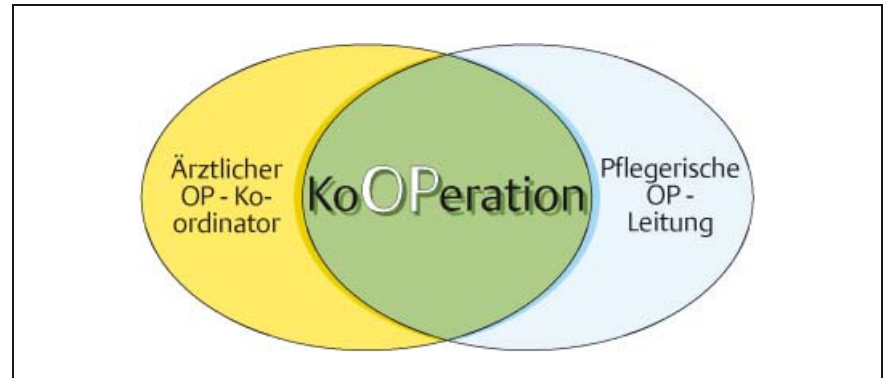 Ärztlicher
OP - Ko-
ordinator
KoOPeration
Pflegerische
OP -
Leitung